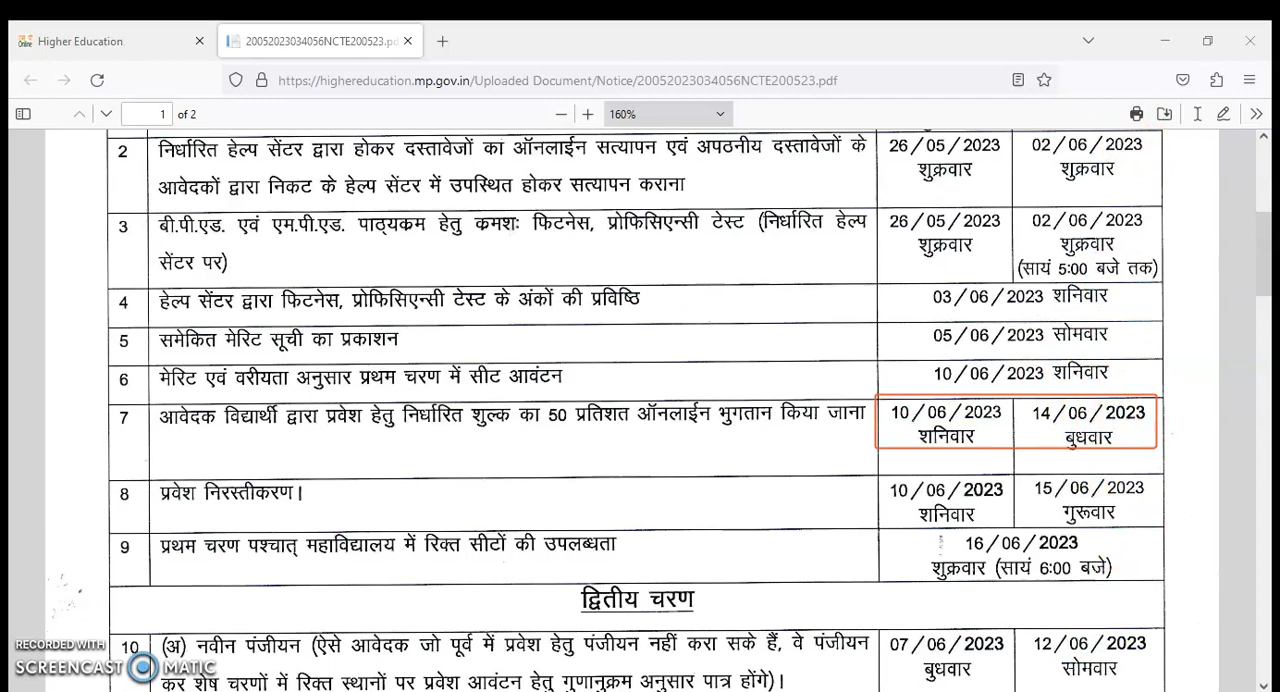 Higher Education
20052023034056NCTE200523.pd
https://highereducation.mp.gov.in/Uploaded Document/Notice/20052023034056NCTE200523.pdf
1 of 2
160%
2 निर्धारित हेल्प सेंटर द्वारा होकर दस्तावेजों का ऑनलाईन सत्यापन एवं अपठनीय दस्तावेजों के 26/05/2023 02/06/2023
आवेदकों द्वारा निकट के हेल्प सेंटर में उपस्थित होकर सत्यापन कराना शुक्रवार शुक्रवार
3 बी.पी.एड. एवं एम.पी.एड. पाठ्यकम हेतु कमशः फिटनेस, प्रोफिसिएन्सी टेस्ट (निर्धारित हेल्प 26/05/2023 02/06/2023
सेंटर पर) शुक्रवार शुक्रवार
(सायं 5:00 बजे तक)
4 हेल्प सेंटर द्वारा फिटनेस, प्रोफिसिएन्सी टेस्ट के अंकों की प्रविष्ठि 03/06/2023 शनिवार
5 समेकित मेरिट सूची का प्रकाशन 05/06/2023 सोमवार
6 मेरिट एवं वरीयता अनुसार प्रथम चरण में सीट आवंटन 10/06/2023 शनिवार
7 आवेदक विद्यार्थी द्वारा प्रवेश हेतु निर्धारित शुल्क का 50 प्रतिशत ऑनलाईन भुगतान किया जाना 10/06/2023 14/06/2023
शनिवार बुधवार
8 प्रवेश निरस्तीकरण। 10/06/2023 15/06/2023
शनिवार गुरूवार
9 प्रथम चरण पश्चात् महाविद्यालय में रिक्त सीटों की उपलब्धता 16/06/2023
शुक्रवार (सायं 6:00 बजे)
द्वितीय चरण
10 (अ) नवीन पंजीयन (ऐसे आवेदक जो पूर्व में प्रवेश हेतु पंजीयन नहीं करा सके हैं, वे पंजीयन 07/06/2023 12/06/2023
कर शेष चरणों में रिक्त स्थानों पर प्रवेश आवंटन हेतु गुणानुक्रम अनुसार पात्र होंगे)। बुधवार सोमवार
RECORDED WITH
SCREENCAST MATIC